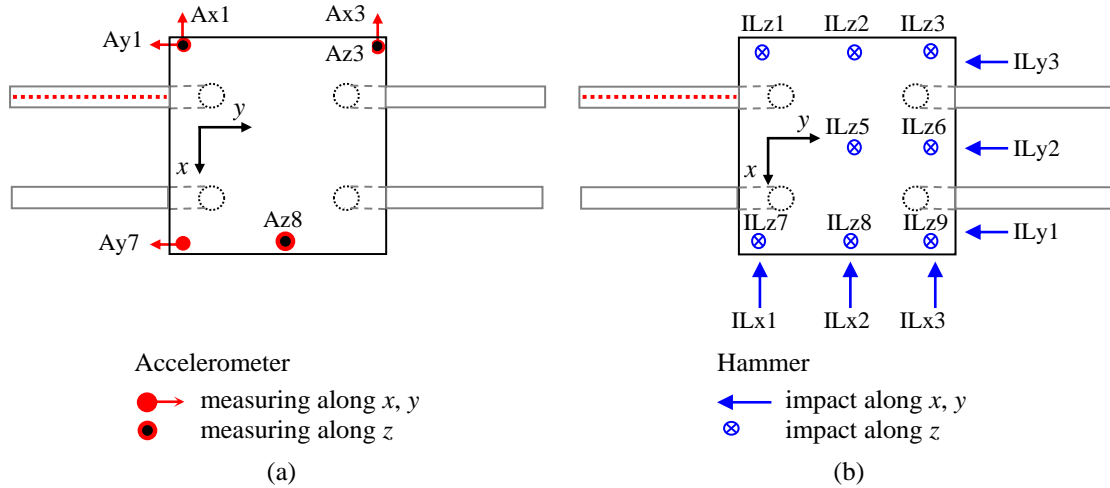 Ax1
Ax3
Ay1
Az3
y
x
Az8
Ay7
Accelerometer
measuring along x, y
measuring along z
(a)
ILz1
ILz2
ILz3
ILy3
y
ILz5
ILz6
x
ILy2
ILz7
ILz8
ILz9
ILy1
ILx1
ILx2
ILx3
Hammer
impact along x, y
impact along z
(b)